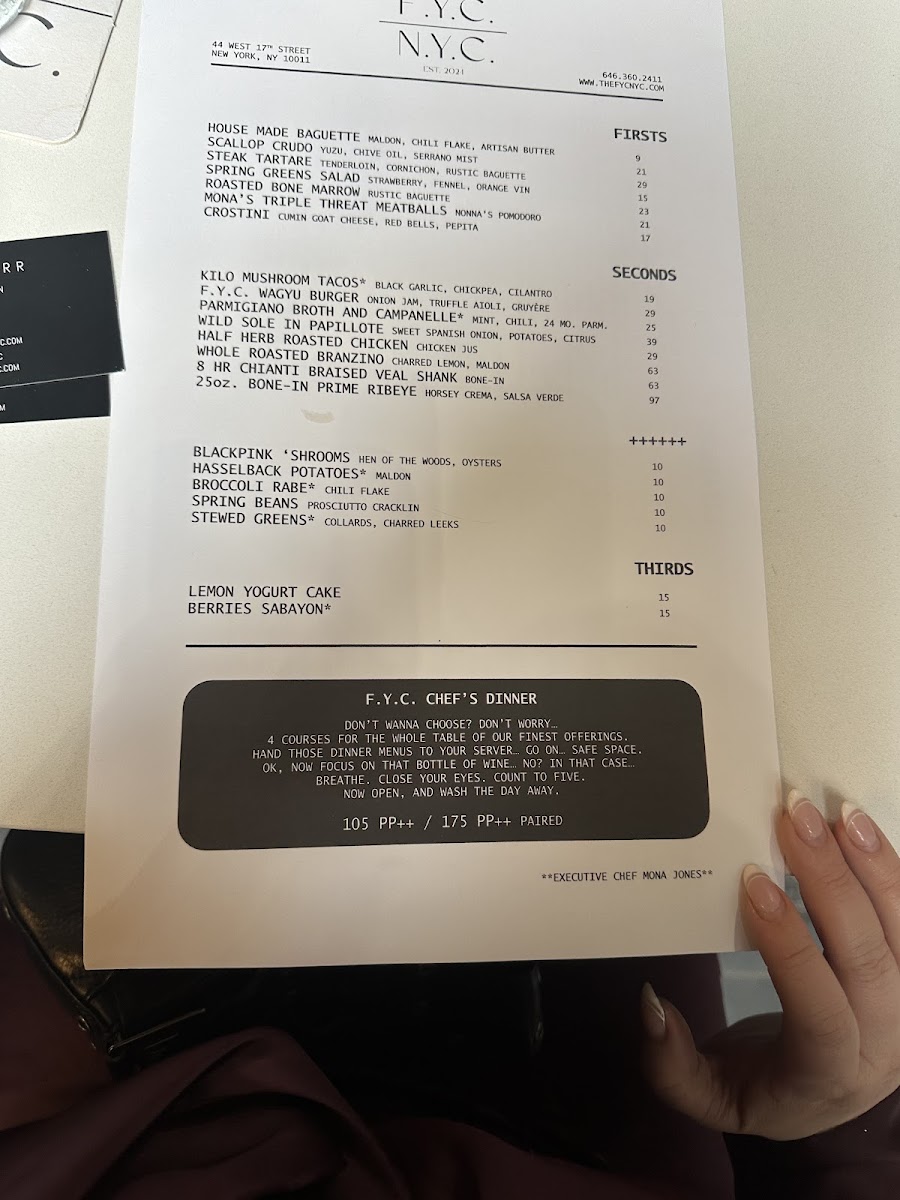 F.Y.C.
N.Y.C.
EST. 2021
44 WEST 17TH STREET
NEW YORK, NY 10011
646.360.2411
WWW.THEFYCNYC.COM
C.
FIRSTS
HOUSE MADE BAGUETTE MALDON, CHILI FLAKE, ARTISAN BUTTER 9
SCALLOP CRUDO YUZU, CHIVE OIL, SERRANO MIST 21
STEAK TARTARE TENDERLOIN, CORNICHON, RUSTIC BAGUETTE 29
SPRING GREENS SALAD STRAWBERRY, FENNEL, ORANGE VIN 15
ROASTED BONE MARROW RUSTIC BAGUETTE 23
MONA'S TRIPLE THREAT MEATBALLS NONNA'S POMODORO 21
CROSTINI CUMIN GOAT CHEESE, RED BELLS, PEPITA 17
SECONDS
KILO MUSHROOM TACOS* BLACK GARLIC, CHICKPEA, CILANTRO 19
F.Y.C. WAGYU BURGER ONION JAM, TRUFFLE AIOLI, GRUYÈRE 29
PARMIGIANO BROTH AND CAMPANELLE* MINT, CHILI, 24 MO. PARM. 25
WILD SOLE IN PAPILLOTE SWEET SPANISH ONION, POTATOES, CITRUS 39
HALF HERB ROASTED CHICKEN CHICKEN JUS 29
WHOLE ROASTED BRANZINO CHARRED LEMON, MALDON 63
8 HR CHIANTI BRAISED VEAL SHANK BONE-IN 63
25oz. BONE-IN PRIME RIBEYE HORSEY CREMA, SALSA VERDE 97
++++++
BLACKPINK ‘SHROOMS HEN OF THE WOODS, OYSTERS 10
HASSELBACK POTATOES* MALDON 10
BROCCOLI RABE* CHILI FLAKE 10
SPRING BEANS PROSCIUTTO CRACKLIN 10
STEWED GREENS* COLLARDS, CHARRED LEEKS 10
THIRDS
LEMON YOGURT CAKE 15
BERRIES SABAYON* 15
F.Y.C. CHEF'S DINNER
DON'T WANNA CHOOSE? DON'T WORRY…
4 COURSES FOR THE WHOLE TABLE OF OUR FINEST OFFERINGS.
HAND THOSE DINNER MENUS TO YOUR SERVER… GO ON… SAFE SPACE.
OK, NOW FOCUS ON THAT BOTTLE OF WINE… NO? IN THAT CASE…
BREATHE. CLOSE YOUR EYES. COUNT TO FIVE.
NOW OPEN, AND WASH THE DAY AWAY.
105 PP++ / 175 PP++ PAIRED
**EXECUTIVE CHEF MONA JONES**